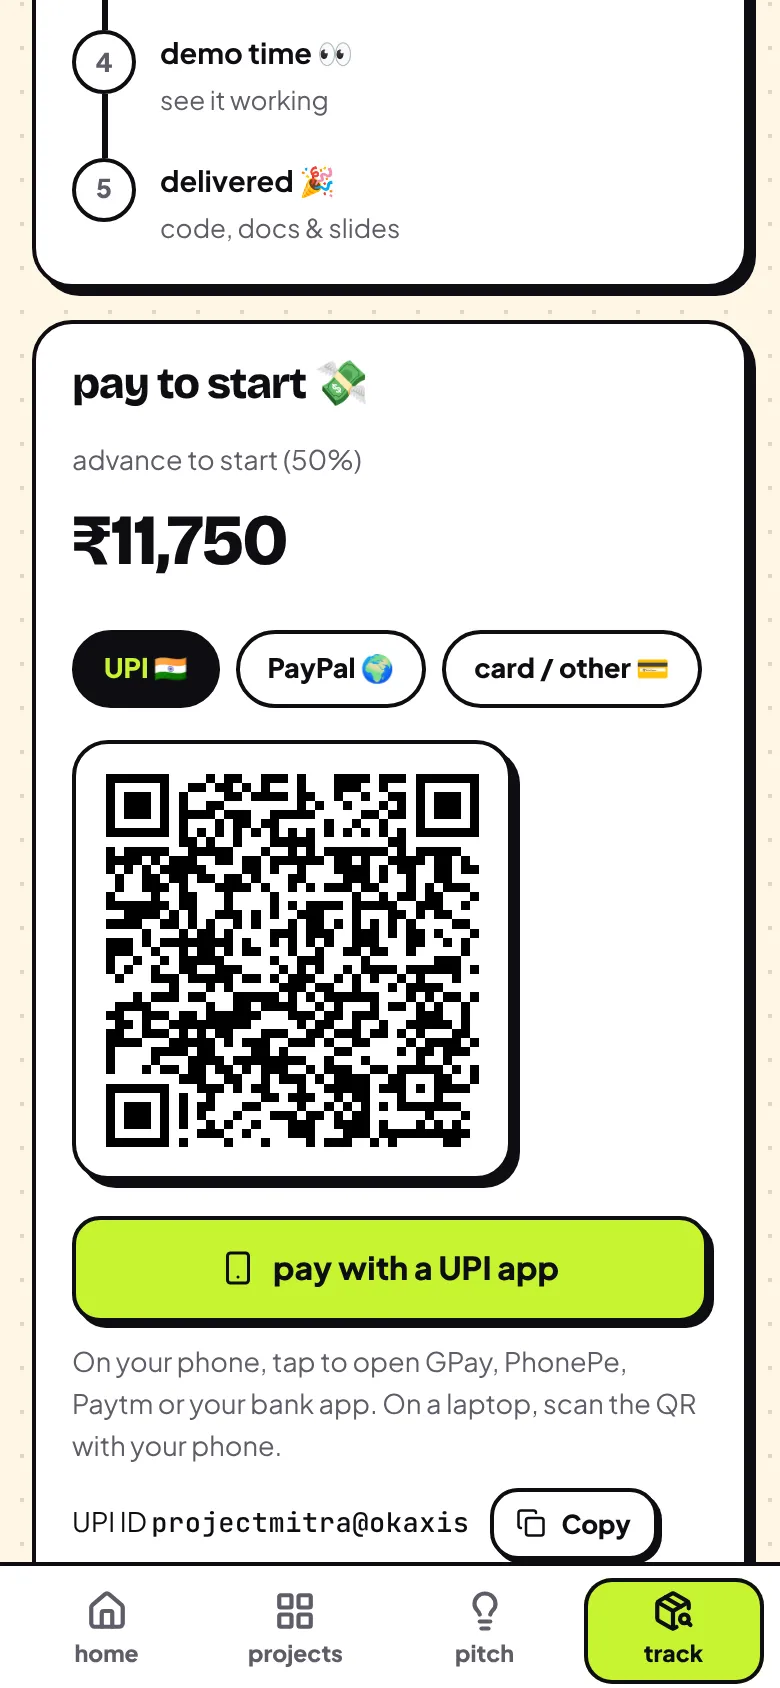 4
demo time 👀
see it working
5
delivered 🎉
code, docs & slides
pay to start 💸
advance to start (50%)
₹11,750
UPI 🇮🇳
PayPal 🌍
card / other 💳
pay with a UPI app
On your phone, tap to open GPay, PhonePe,
Paytm or your bank app. On a laptop, scan the QR
with your phone.
UPI ID projectmitra@okaxis
Copy
home
projects
pitch
track